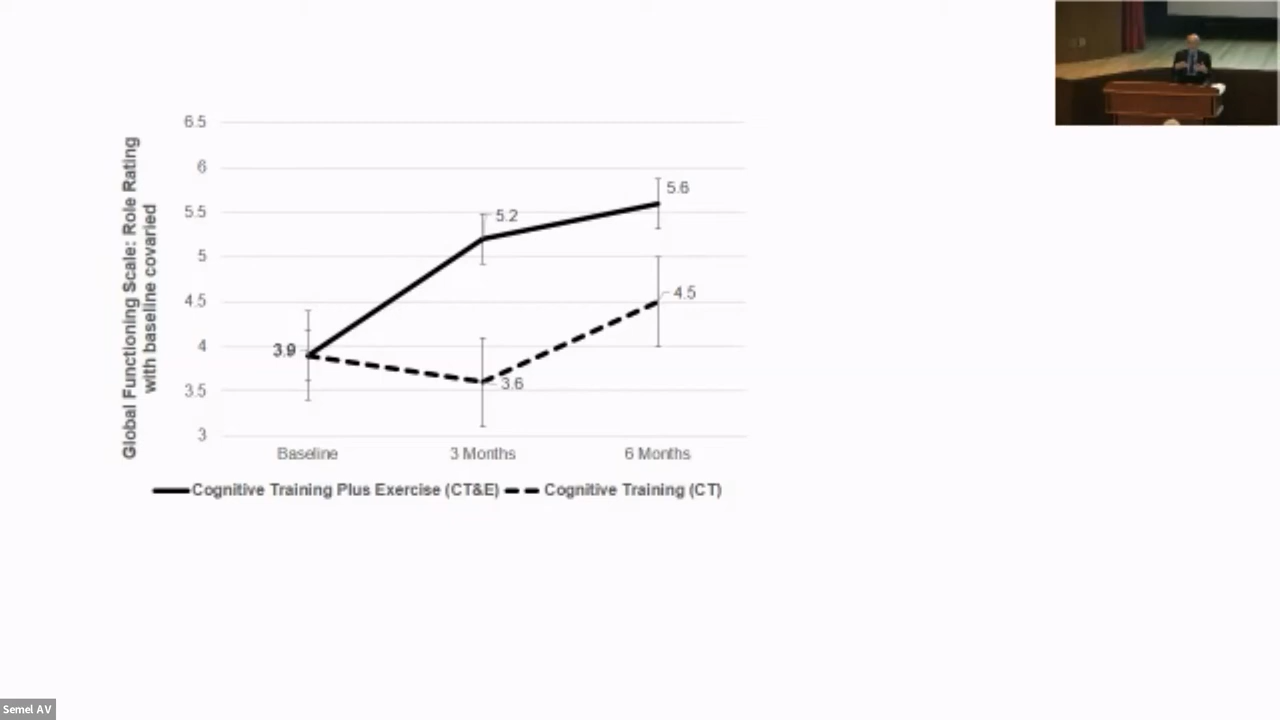 Global Functioning Scale: Role Rating
with baseline covaried
6.5
6
5.5
5
4.5
4
3.5
3
3.9
5.2
5.6
3.6
4.5
Baseline 3 Months 6 Months
Cognitive Training Plus Exercise (CT&E) Cognitive Training (CT)
Semel AV